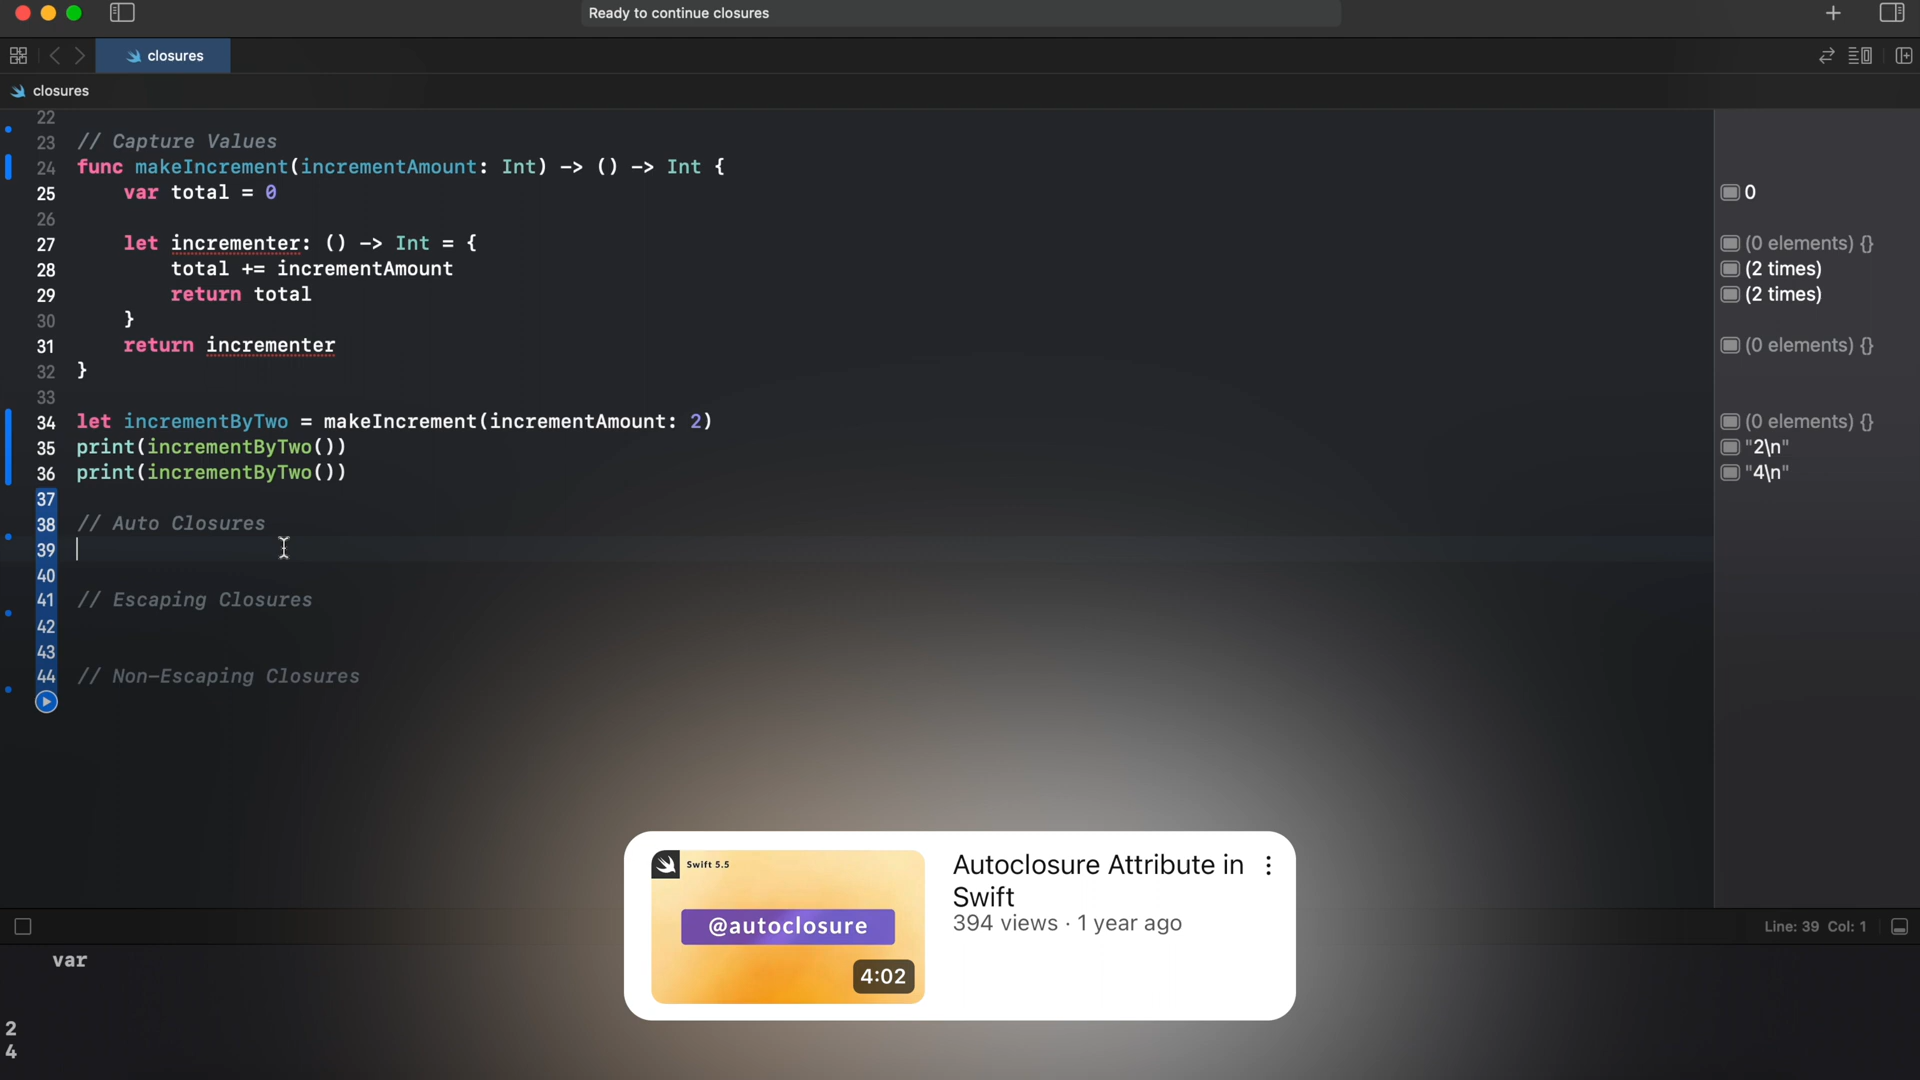 Ready to continue closures
closures
closures
22
23 // Capture Values
24 func makeIncrement(incrementAmount: Int) -> () -> Int {
25 var total = 0
0
26
27 let incrementer: () -> Int = {
(0 elements) {}
28 total += incrementAmount
(2 times)
29 return total
(2 times)
30 }
31 return incrementer
(0 elements) {}
32 }
33
34 let incrementByTwo = makeIncrement(incrementAmount: 2)
(0 elements) {}
35 print(incrementByTwo())
"2\n"
36 print(incrementByTwo())
"4\n"
37
38 // Auto Closures
39
40
41 // Escaping Closures
42
43
44 // Non-Escaping Closures
Swift 5.5
@autoclosure
4:02
Autoclosure Attribute in
Swift
394 views · 1 year ago
Line: 39 Col: 1
var
2
4